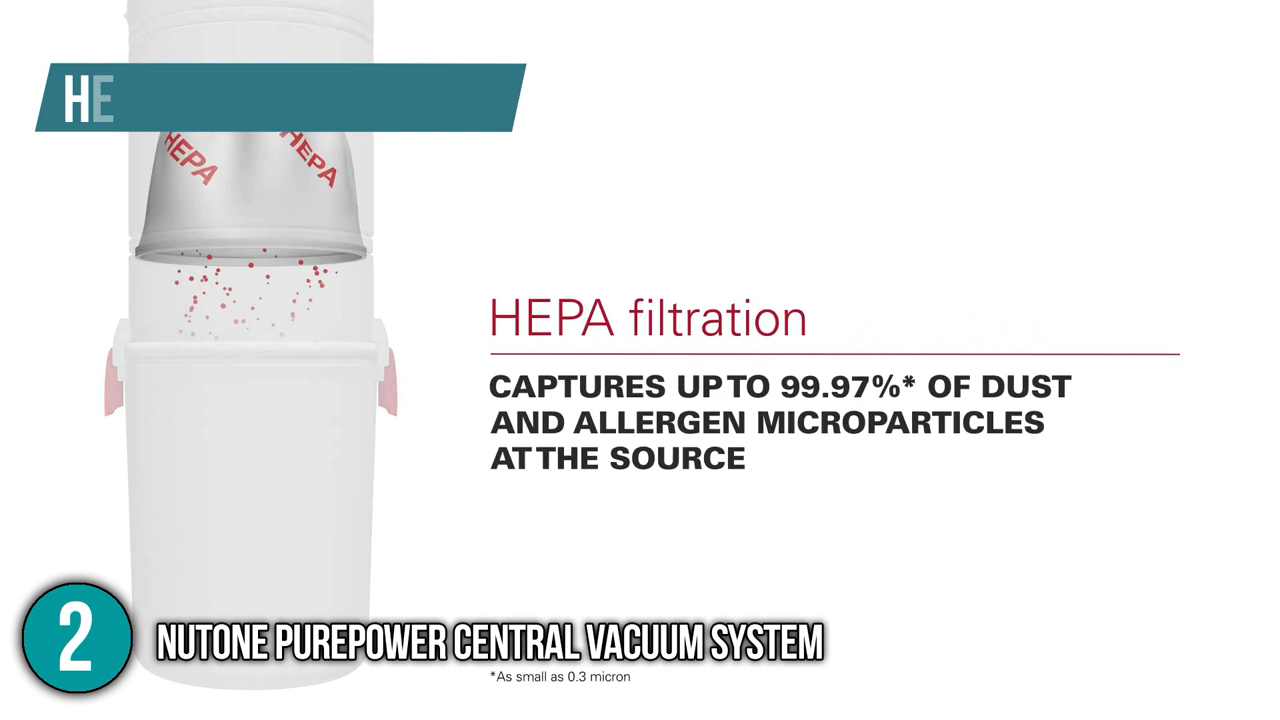 HE
HEPA HEPA
HEPA filtration
CAPTURES UP TO 99.97%* OF DUST
AND ALLERGEN MICROPARTICLES
AT THE SOURCE
2
NUTONE PUREPOWER CENTRAL VACUUM SYSTEM
*As small as 0.3 micron